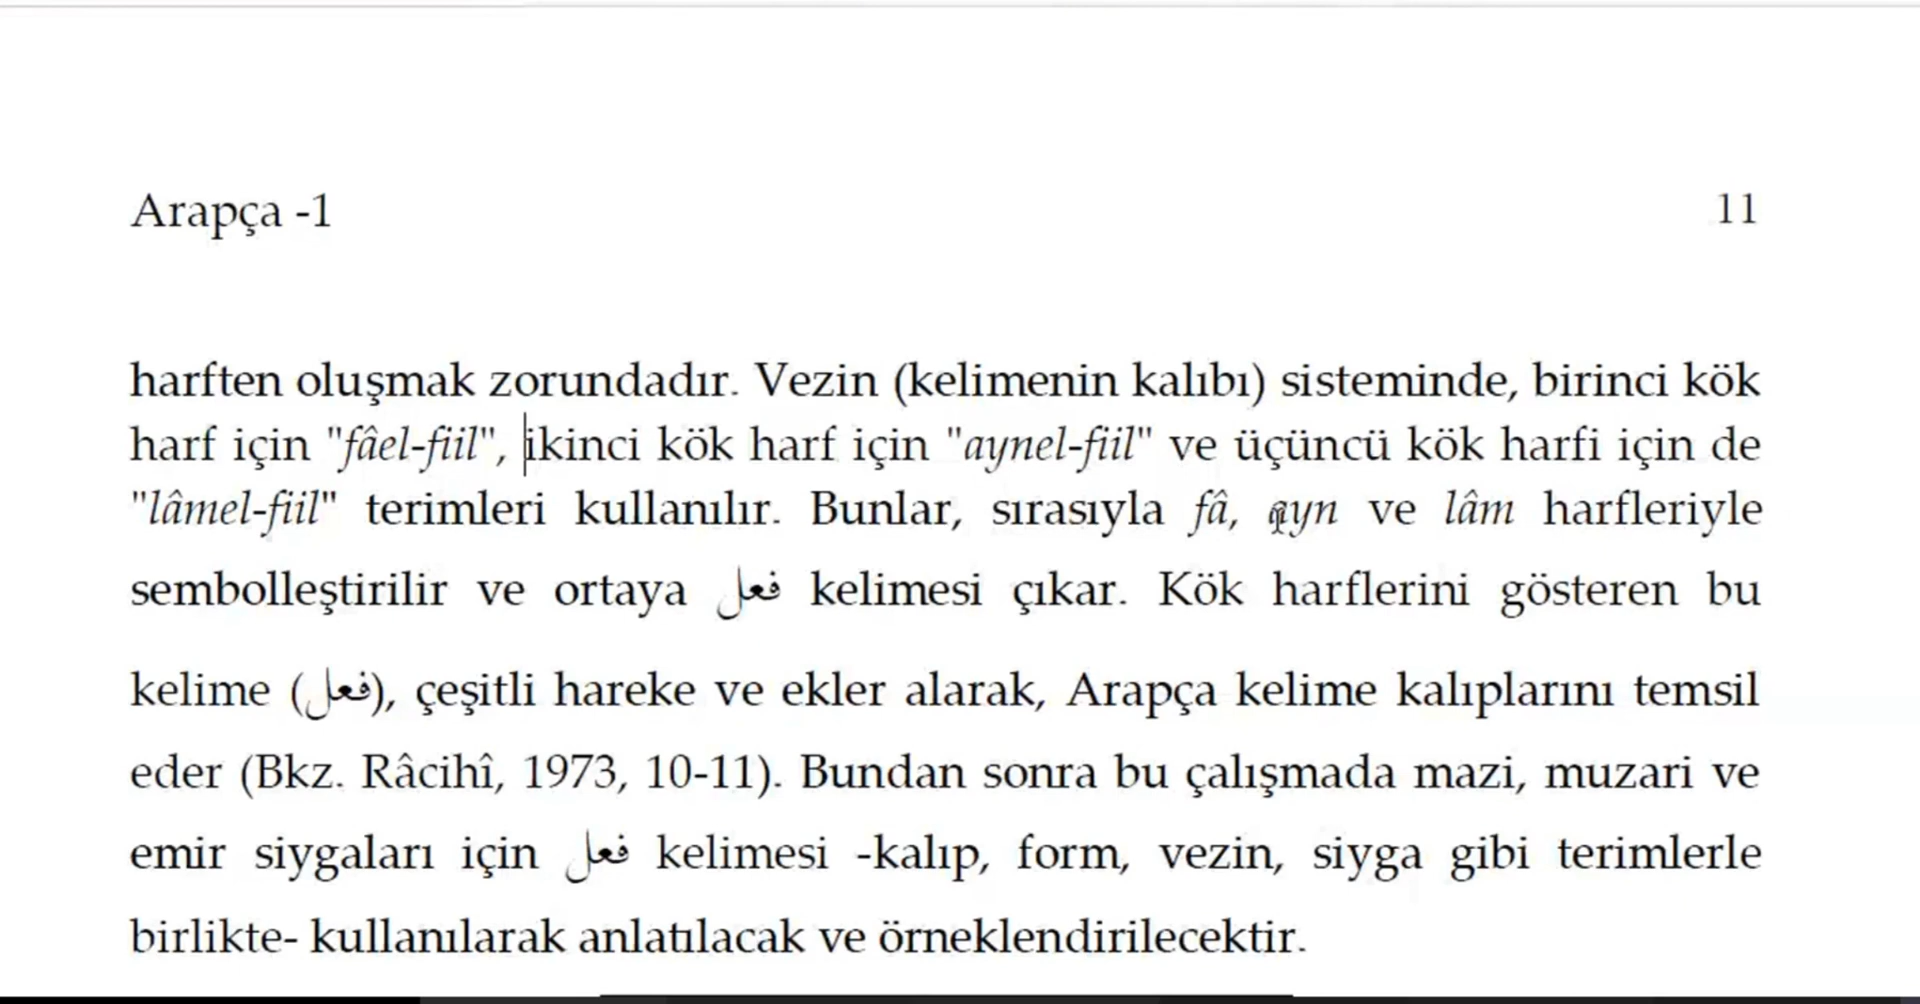 Arapça -1
11
harften oluşmak zorundadır. Vezin (kelimenin kalıbı) sisteminde, birinci kök
harf için "fâel-fiil", ikinci kök harf için "aynel-fiil" ve üçüncü kök harfi için de
"lâmel-fiil" terimleri kullanılır. Bunlar, sırasıyla fâ, ayn ve lâm harfleriyle
sembolleştirilir ve ortaya فعل kelimesi çıkar. Kök harflerini gösteren bu
kelime (فعل), çeşitli hareke ve ekler alarak, Arapça kelime kalıplarını temsil
eder (Bkz. Râcihî, 1973, 10-11). Bundan sonra bu çalışmada mazi, muzari ve
emir siygaları için فعل kelimesi -kalıp, form, vezin, siyga gibi terimlerle
birlikte- kullanılarak anlatılacak ve örneklendirilecektir.